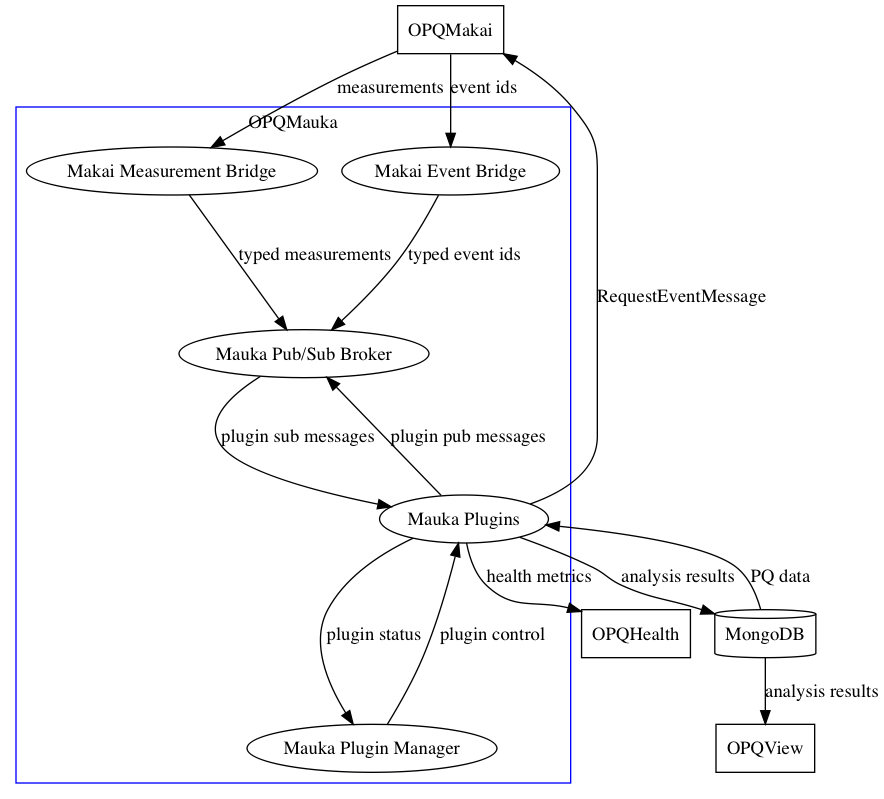 OPQMakai
measurements
event ids
OPQMauka
Makai Measurement Bridge
Makai Event Bridge
typed measurements
typed event ids
RequestEventMessage
Mauka Pub/Sub Broker
plugin sub messages
plugin pub messages
Mauka Plugins
health metrics
analysis results
PQ data
plugin status
plugin control
OPQHealth
MongoDB
analysis results
Mauka Plugin Manager
OPQView